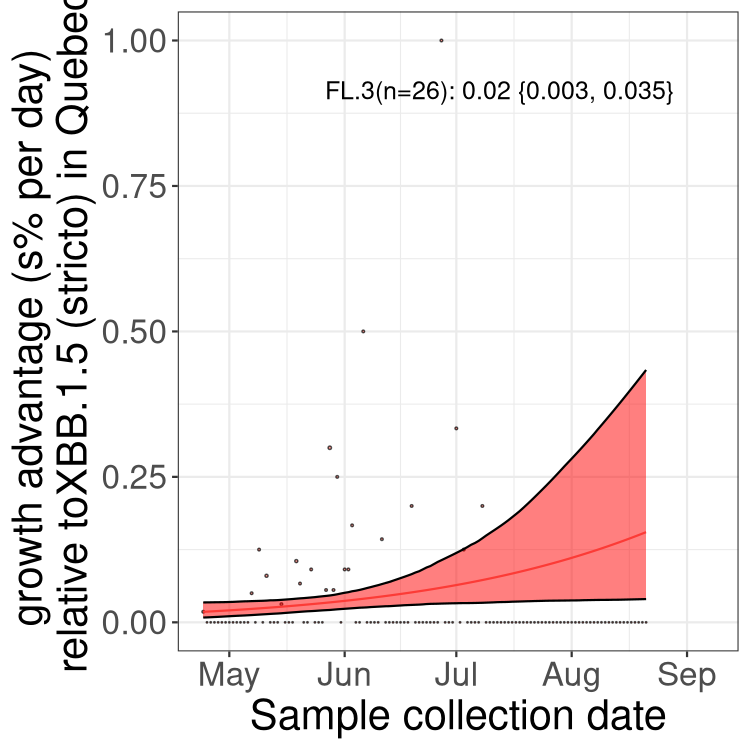 growth advantage (s% per day)
relative toXBB.1.5 (stricto) in Quebec
1.00
0.75
0.50
0.25
0.00
FL.3(n=26): 0.02 {0.003, 0.035}
May Jun Jul Aug Sep
Sample collection date